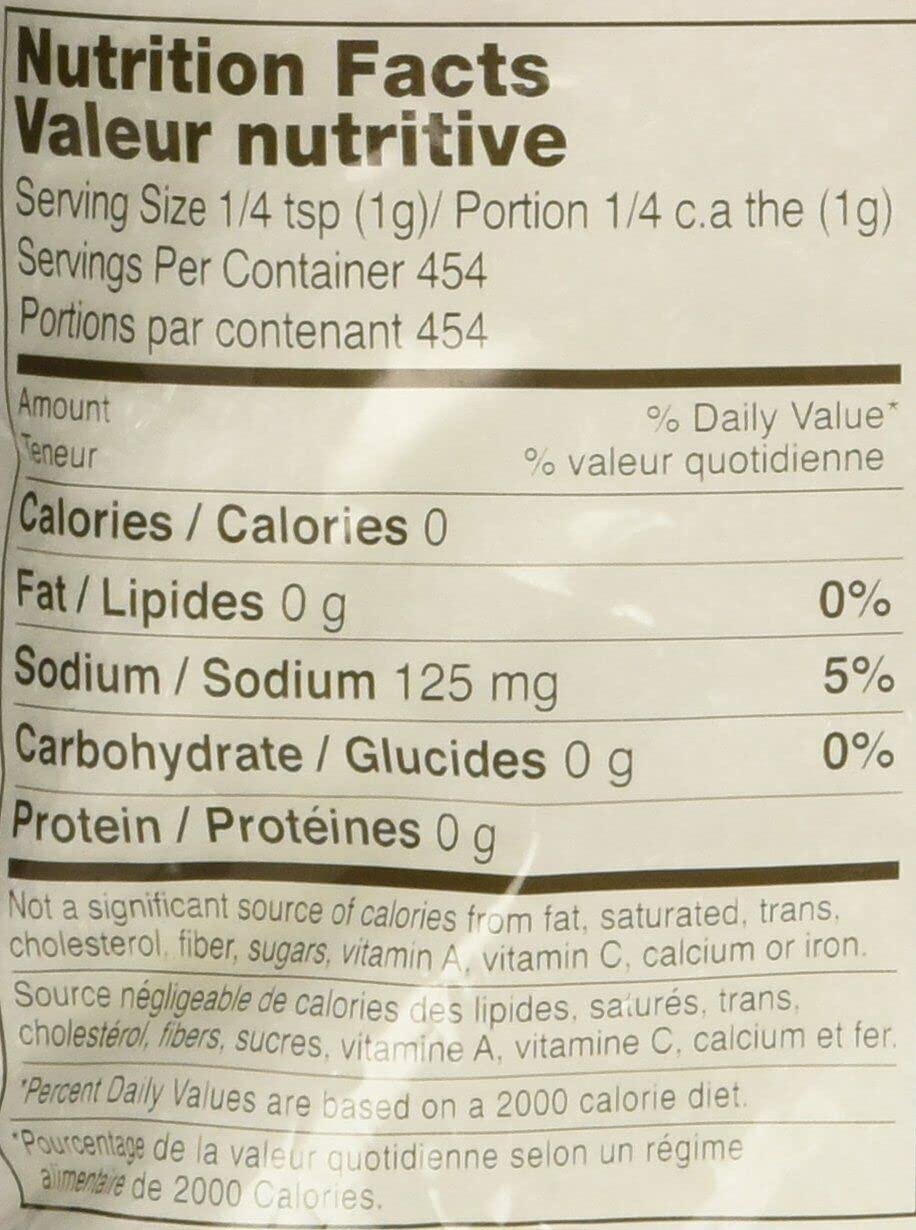 Nutrition Facts
Valeur nutritive
Serving Size 1/4 tsp (1g)/ Portion 1/4 c.a the (1g)
Servings Per Container 454
Portions par contenant 454
Amount % Daily Value*
Teneur % valeur quotidienne
Calories / Calories 0
Fat / Lipides 0 g 0%
Sodium / Sodium 125 mg 5%
Carbohydrate / Glucides 0 g 0%
Protein / Protéines 0 g
Not a significant source of calories from fat, saturated, trans,
cholesterol, fiber, sugars, vitamin A, vitamin C, calcium or iron.
Source négligeable de calories des lipides, saturés, trans,
cholestérol, fibers, sucres, vitamine A, vitamine C, calcium et fer.
*Percent Daily Values are based on a 2000 calorie diet.
*Pourcentage de la valeur quotidienne selon un régime
alimentaire de 2000 Calories.